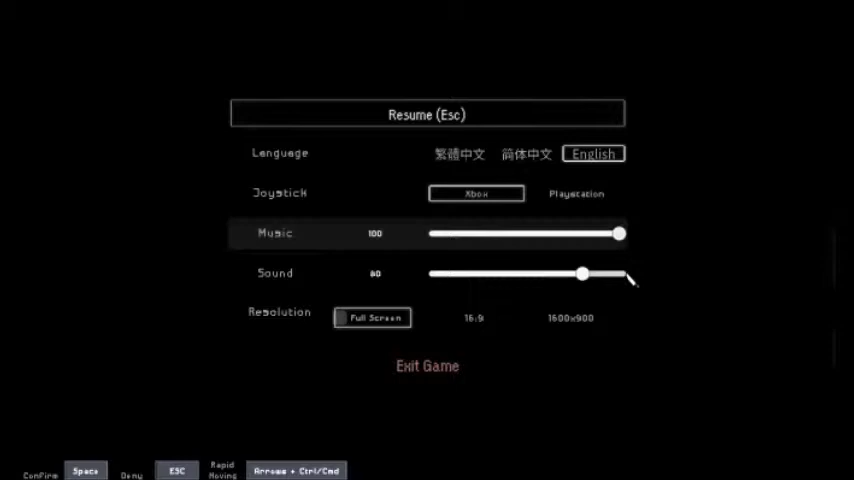 Resume (Esc)
Language 繁體中文 简体中文 English
Joystick Xbox Playstation
Music 100
Sound 80
Resolution Full Screen 16:9 1600x900
Exit Game
Confirm Space Deny ESC Rapid Moving Arrows + Ctrl/Cmd